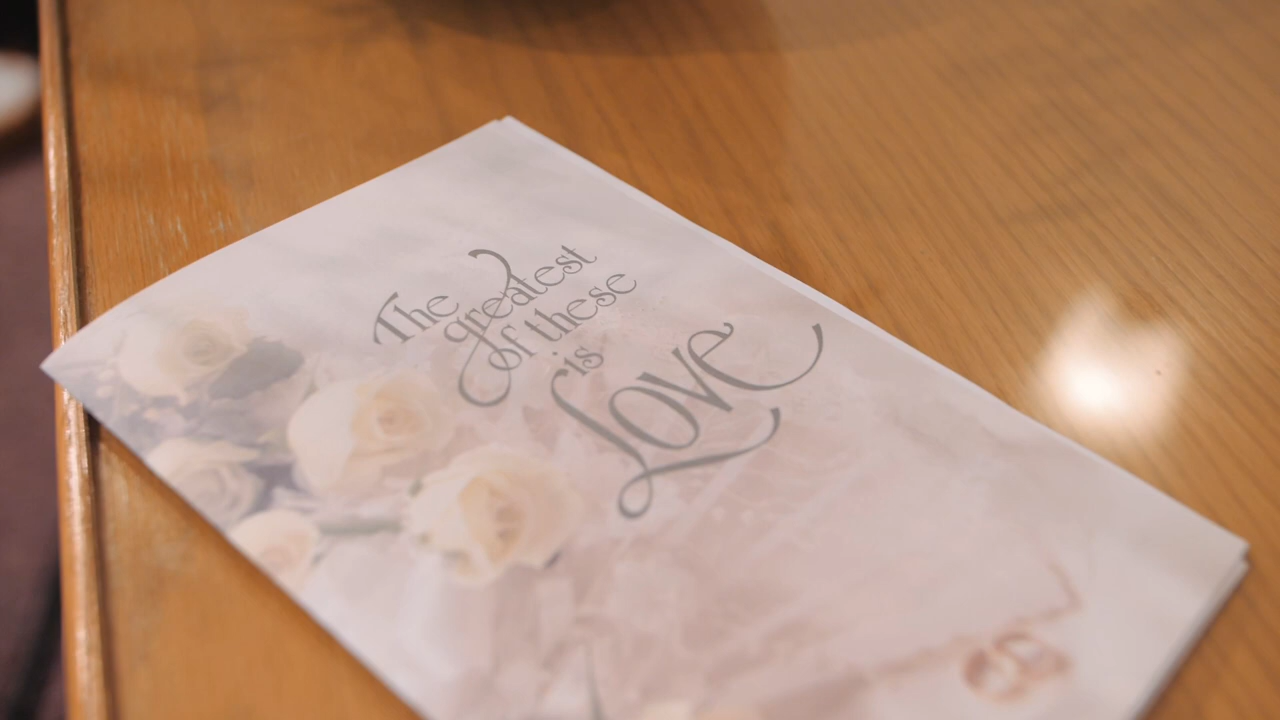 The
greatest
of these
is
Love